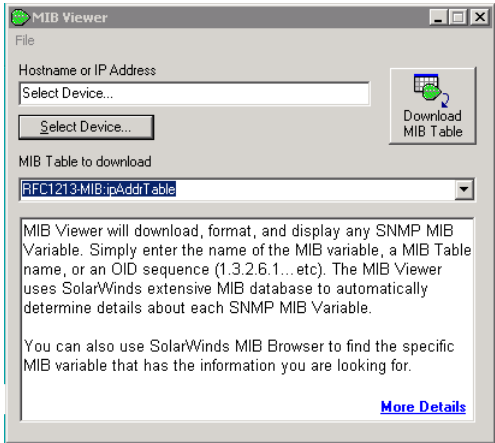 MIB Viewer
File
Hostname or IP Address
Select Device...
Select Device...
Download
MIB Table
MIB Table to download
RFC1213-MIB:ipAddrTable
MIB Viewer will download, format, and display any SNMP MIB
Variable. Simply enter the name of the MIB variable, a MIB Table
name, or an OID sequence (1.3.2.6.1...etc). The MIB Viewer
uses SolarWinds extensive MIB database to automatically
determine details about each SNMP MIB Variable.
You can also use SolarWinds MIB Browser to find the specific
MIB variable that has the information you are looking for.
More Details